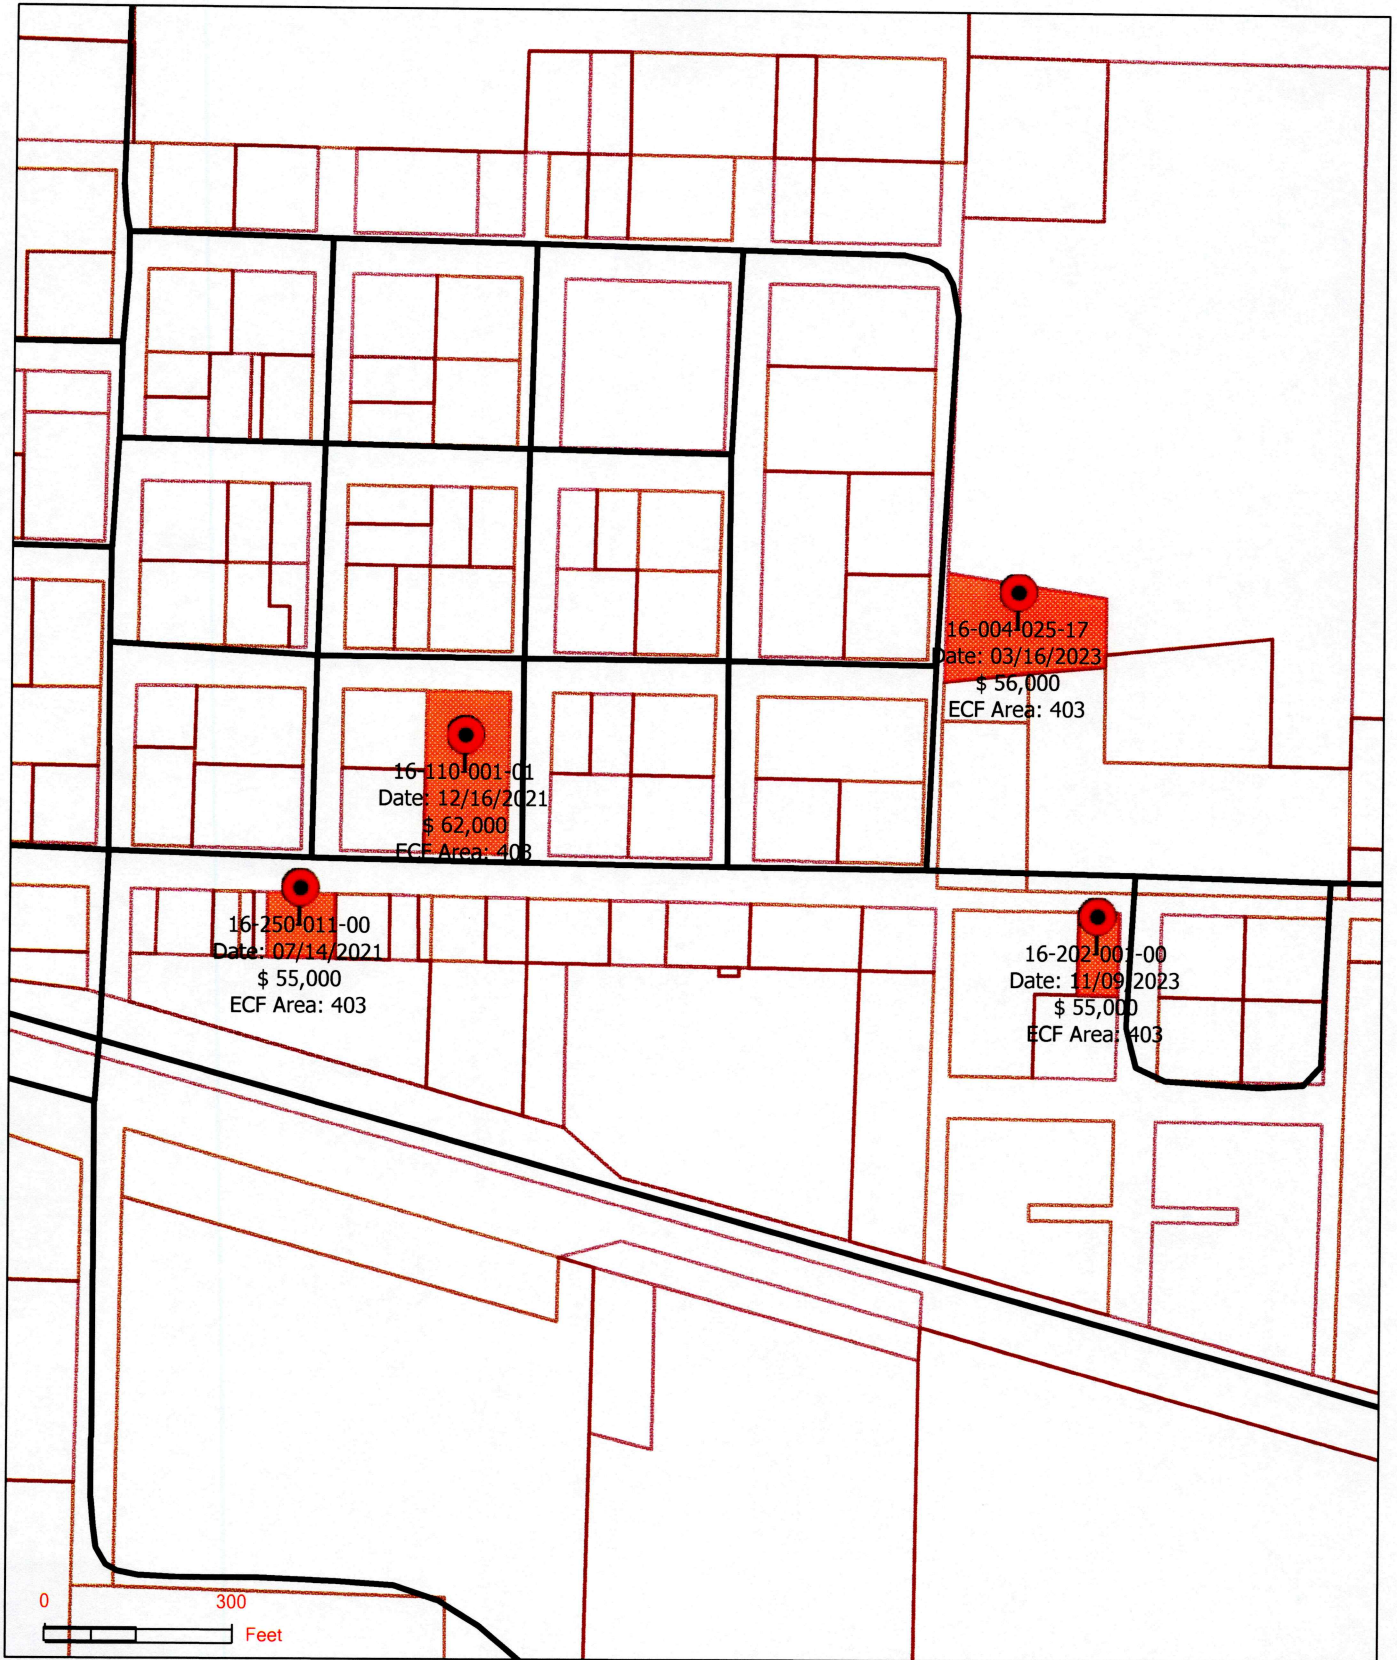 16-004-025-17
Date: 03/16/2023
$ 56,000
ECF Area: 403
16-110-001-01
Date: 12/16/2021
$ 62,000
ECF Area: 403
16-250-011-00
Date: 07/14/2021
$ 55,000
ECF Area: 403
16-202-001-00
Date: 11/09/2023
$ 55,000
ECF Area: 403
0 300
Feet